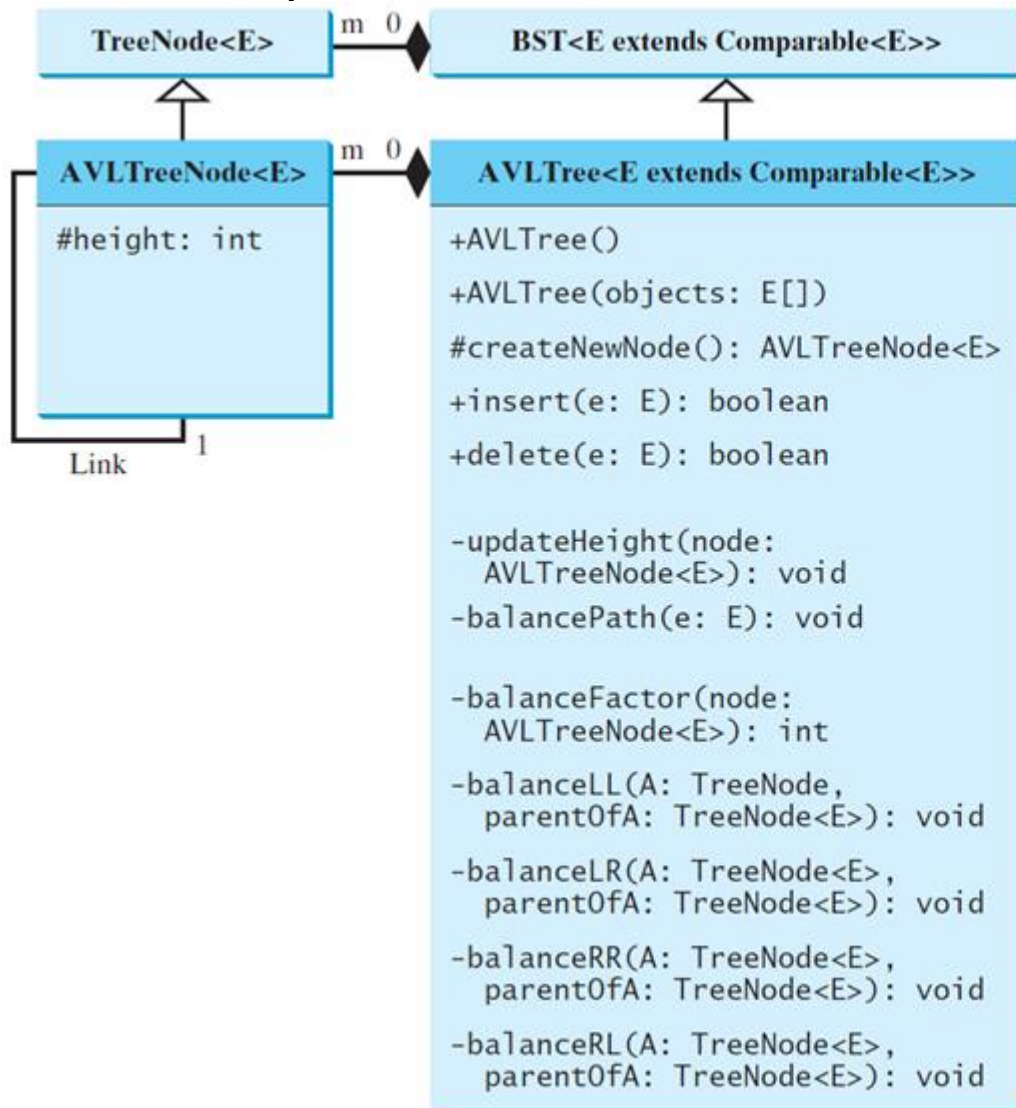 TreeNode<E>
m 0
BST<E extends Comparable<E>>
AVLTreeNode<E>
m 0
AVLTree<E extends Comparable<E>>
#height: int
1
Link
+AVLTree()
+AVLTree(objects: E[])
#createNewNode(): AVLTreeNode<E>
+insert(e: E): boolean
+delete(e: E): boolean
-updateHeight(node:
AVLTreeNode<E>): void
-balancePath(e: E): void
-balanceFactor(node:
AVLTreeNode<E>): int
-balanceLL(A: TreeNode,
parentOfA: TreeNode<E>): void
-balanceLR(A: TreeNode<E>,
parentOfA: TreeNode<E>): void
-balanceRR(A: TreeNode<E>,
parentOfA: TreeNode<E>): void
-balanceRL(A: TreeNode<E>,
parentOfA: TreeNode<E>): void